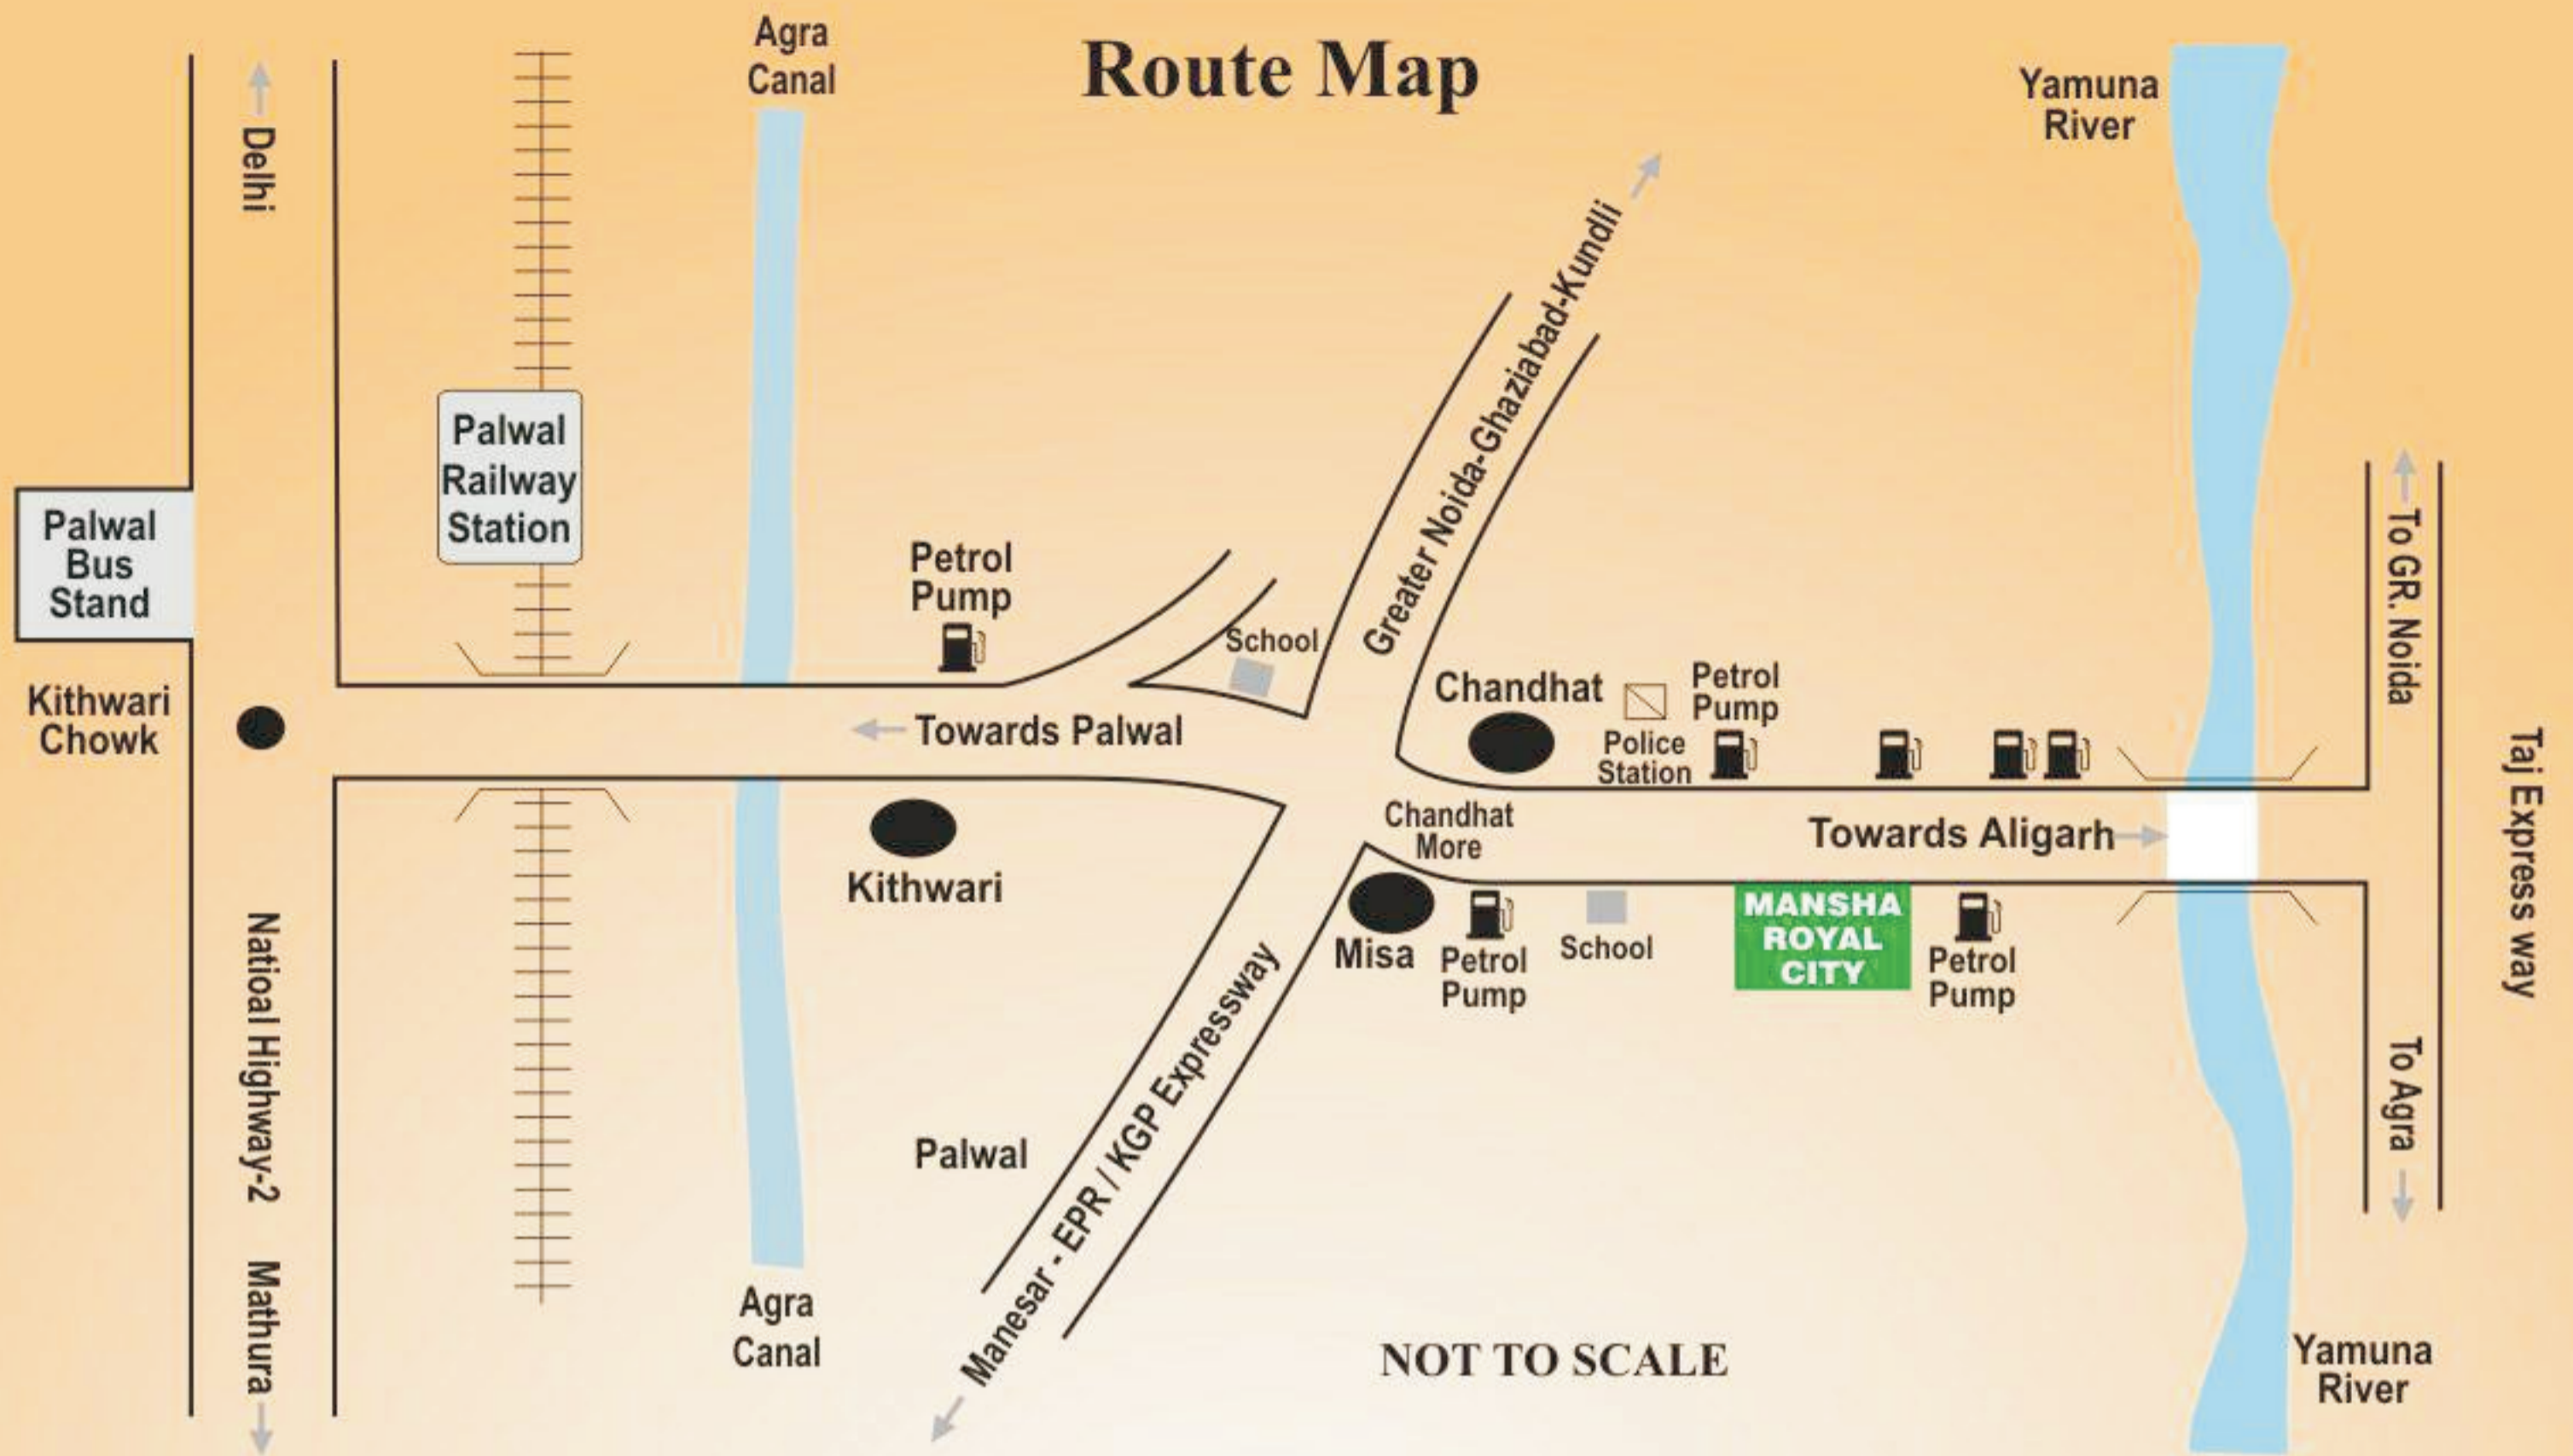 Route Map
Agra
Canal
Yamuna
River
Delhi
Greater Noida-Ghaziabad-Kundli
Palwal
Railway
Station
Palwal
Bus
Stand
Petrol
Pump
School
To GR. Noida
Kithwari
Chowk
Towards Palwal
Chandhat
Police
Station
Petrol
Pump
Taj Express way
Chandhat
More
Towards Aligarh
Kithwari
Misa
Petrol
Pump
School
MANSHA
ROYAL
CITY
Petrol
Pump
Natioal Highway-2
Mathura
Manesar - EPR / KGP Expressway
Palwal
To Agra
Agra
Canal
NOT TO SCALE
Yamuna
River